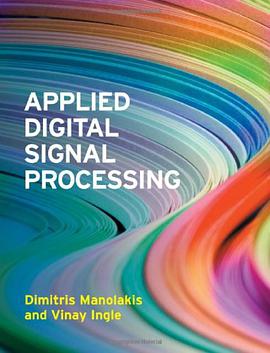 APPLIED
DIGITAL
SIGNAL
PROCESSING
Dimitris Manolakis
and Vinay Ingle